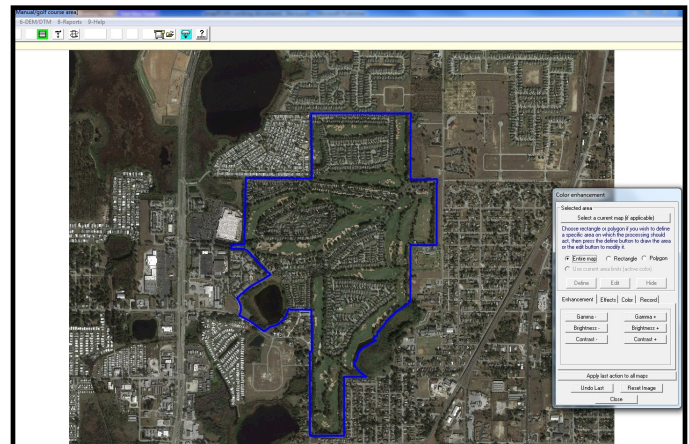 Manual/golf course area]
6-DEM/DTM 8-Reports 9-Help
Color enhancement
Selected area
Select a current map (if applicable)
Choose rectangle or polygon if you wish to define
a specific area on which the processing should
act, then press the define button to draw the area
or the edit button to modify it.
Entire map Rectangle Polygon
Use current area limits (active color)
Define Edit Hide
Enhancement Effects Color Record
Gamma - Gamma +
Brightness - Brightness +
Contrast - Contrast +
Apply last action to all maps
Undo Last Reset Image
Close